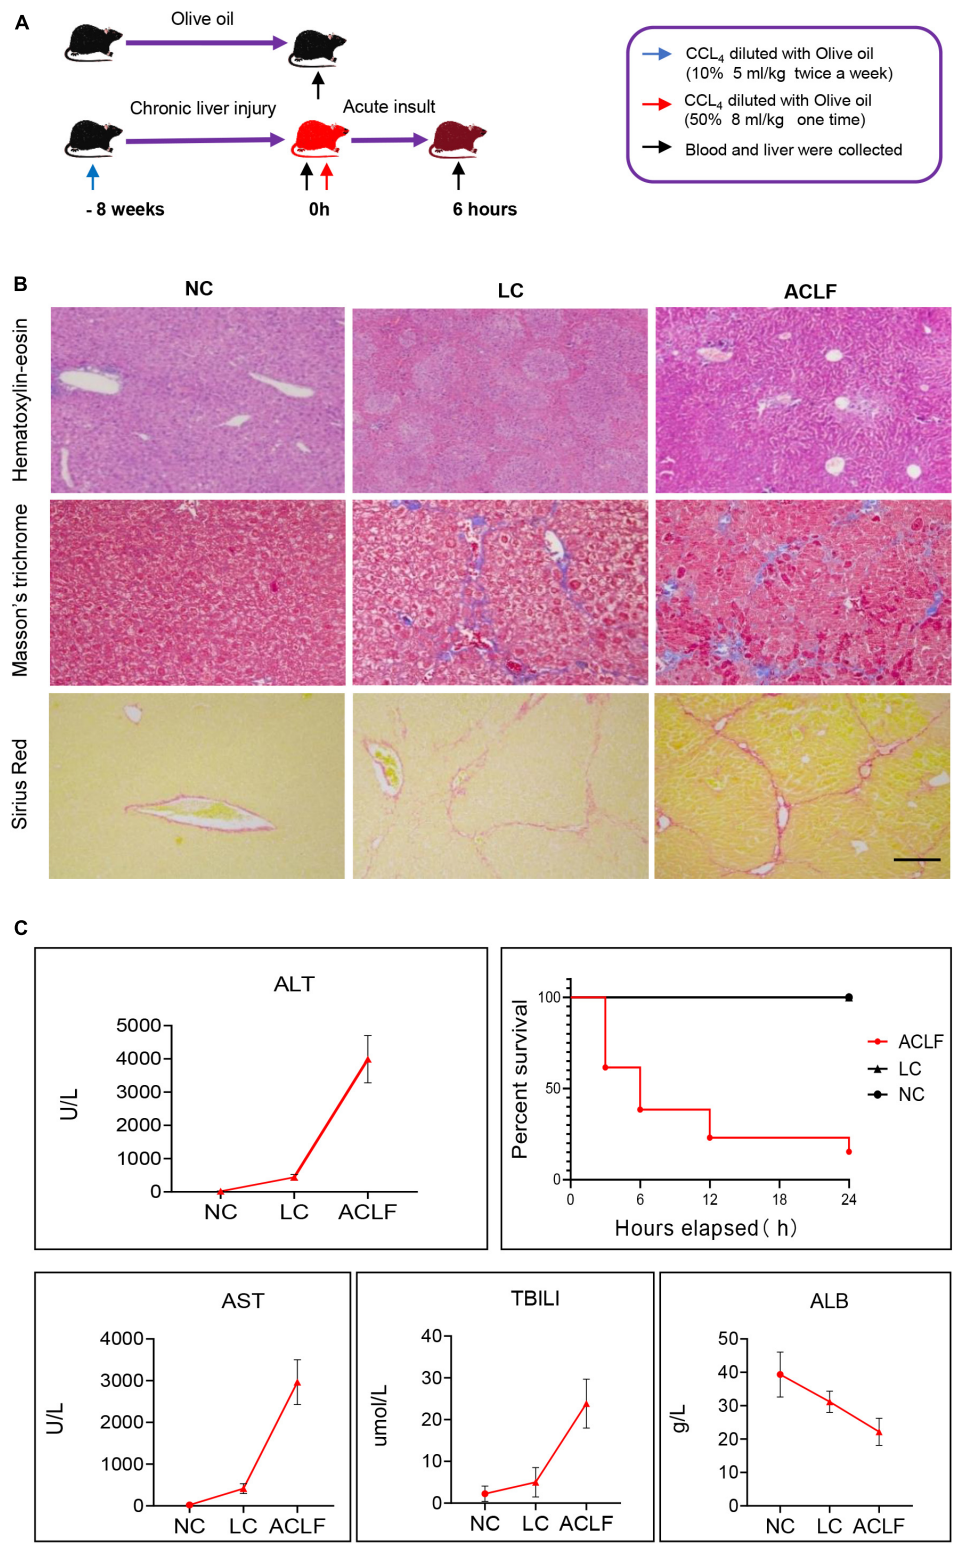 A
Olive oil
Chronic liver injury
Acute insult
- 8 weeks
0h
6 hours
CCL4 diluted with Olive oil
(10% 5 ml/kg twice a week)
CCL4 diluted with Olive oil
(50% 8 ml/kg one time)
Blood and liver were collected
B
NC
LC
ACLF
Hematoxylin-eosin
Masson's trichrome
Sirius Red
C
ALT
U/L
5000
4000
3000
2000
1000
0
NC LC ACLF
Percent survival
100
50
0
0 6 12 18 24
Hours elapsed( h)
ACLF
LC
NC
AST
U/L
4000
3000
2000
1000
0
NC LC ACLF
TBILI
umol/L
40
30
20
10
0
NC LC ACLF
ALB
g/L
50
40
30
20
10
0
NC LC ACLF